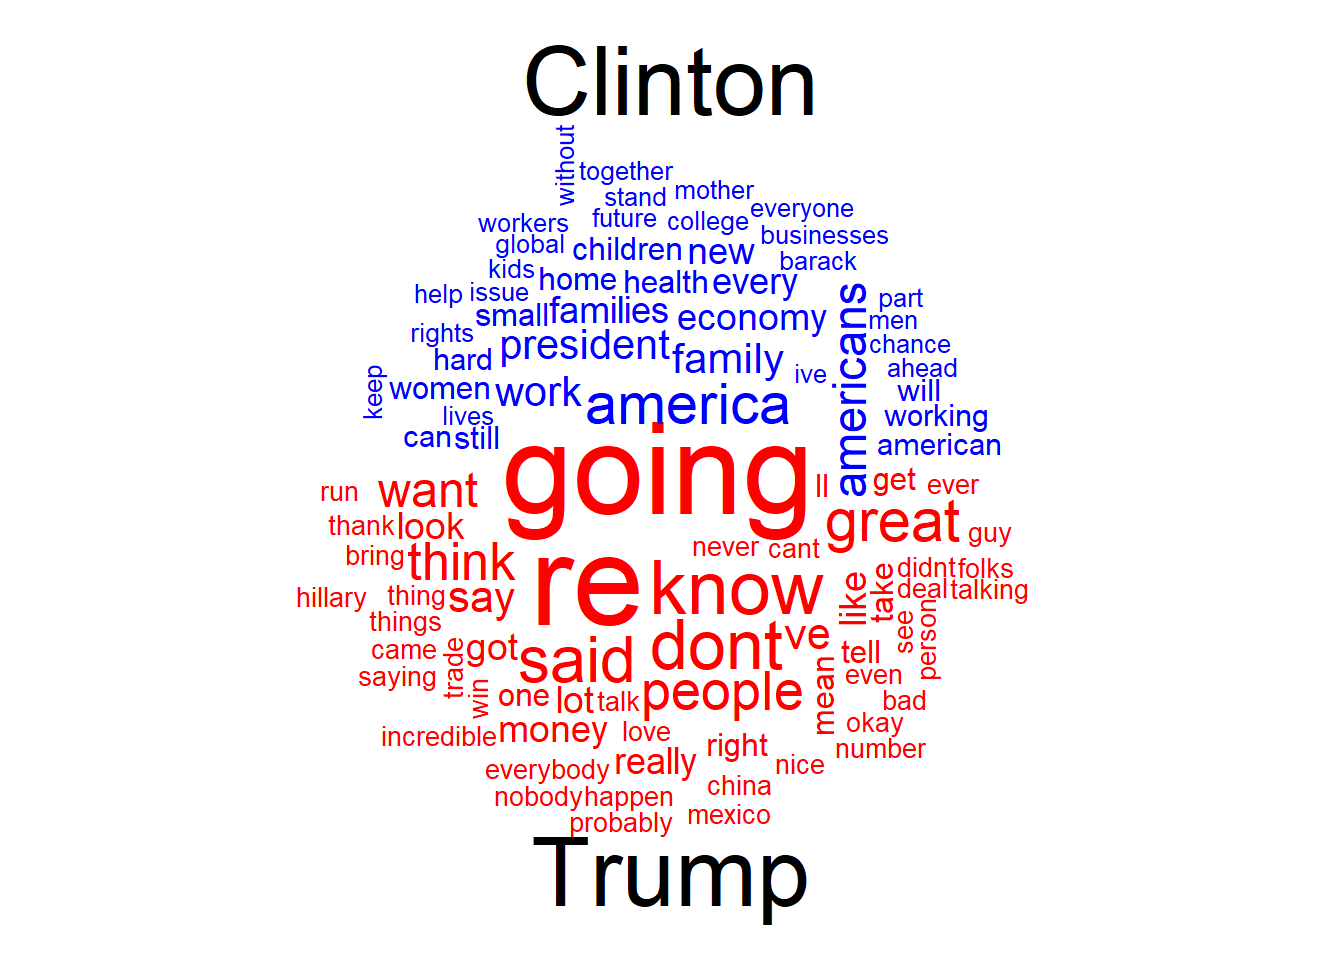 Clinton
without
together
stand mother
workers future college everyone
global children new businesses
kids home health every barack
help issue
small families economy americans part
rights men
hard president family chance
keep women work america ive ahead
lives will
can still working
american
going
run want ll get ever
thank look great guy
bring think never cant
hillary thing say re know like take didnt folks
deal talking
things
came trade got said dont ve tell see person
saying
win one lot talk people mean even
bad
incredible money love right okay
number
everybody really nice
nobody happen china
probably mexico
Trump